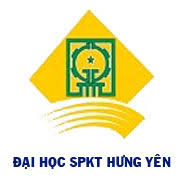 ĐẠI HỌC SPKT HƯNG YÊN